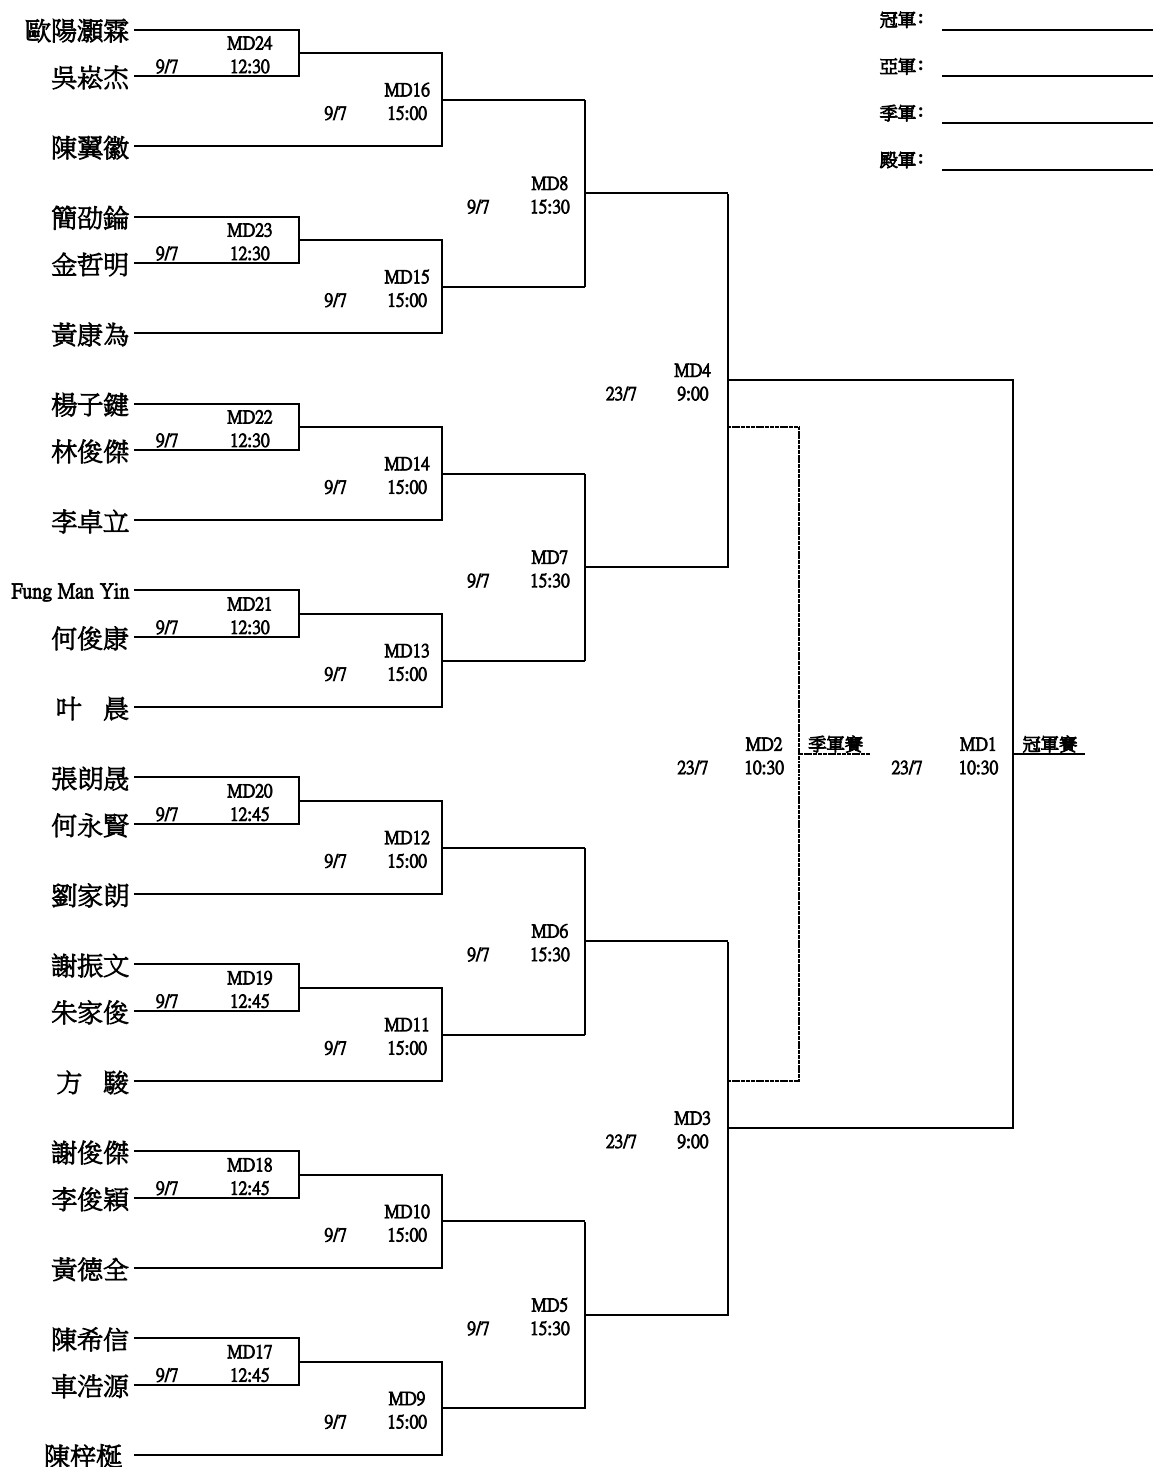 歐陽灝霖
冠軍：
MD24
9/7 12:30
吳崧杰
亞軍：
MD16
9/7 15:00
季軍：
陳翼徽
殿軍：
MD8
9/7 15:30
簡劭錀
MD23
9/7 12:30
金哲明
MD15
9/7 15:00
黃康為
MD4
23/7 9:00
楊子鍵
MD22
9/7 12:30
林俊傑
MD14
9/7 15:00
李卓立
MD7
9/7 15:30
Fung Man Yin
MD21
9/7 12:30
何俊康
MD13
9/7 15:00
叶　晨
MD2 季軍賽 MD1 冠軍賽
23/7 10:30 23/7 10:30
張朗晟
MD20
9/7 12:45
何永賢
MD12
9/7 15:00
劉家朗
MD6
9/7 15:30
謝振文
MD19
9/7 12:45
朱家俊
MD11
9/7 15:00
方　駿
MD3
23/7 9:00
謝俊傑
MD18
9/7 12:45
李俊穎
MD10
9/7 15:00
黃德全
MD5
9/7 15:30
陳希信
MD17
9/7 12:45
車浩源
MD9
9/7 15:00
陳梓梴